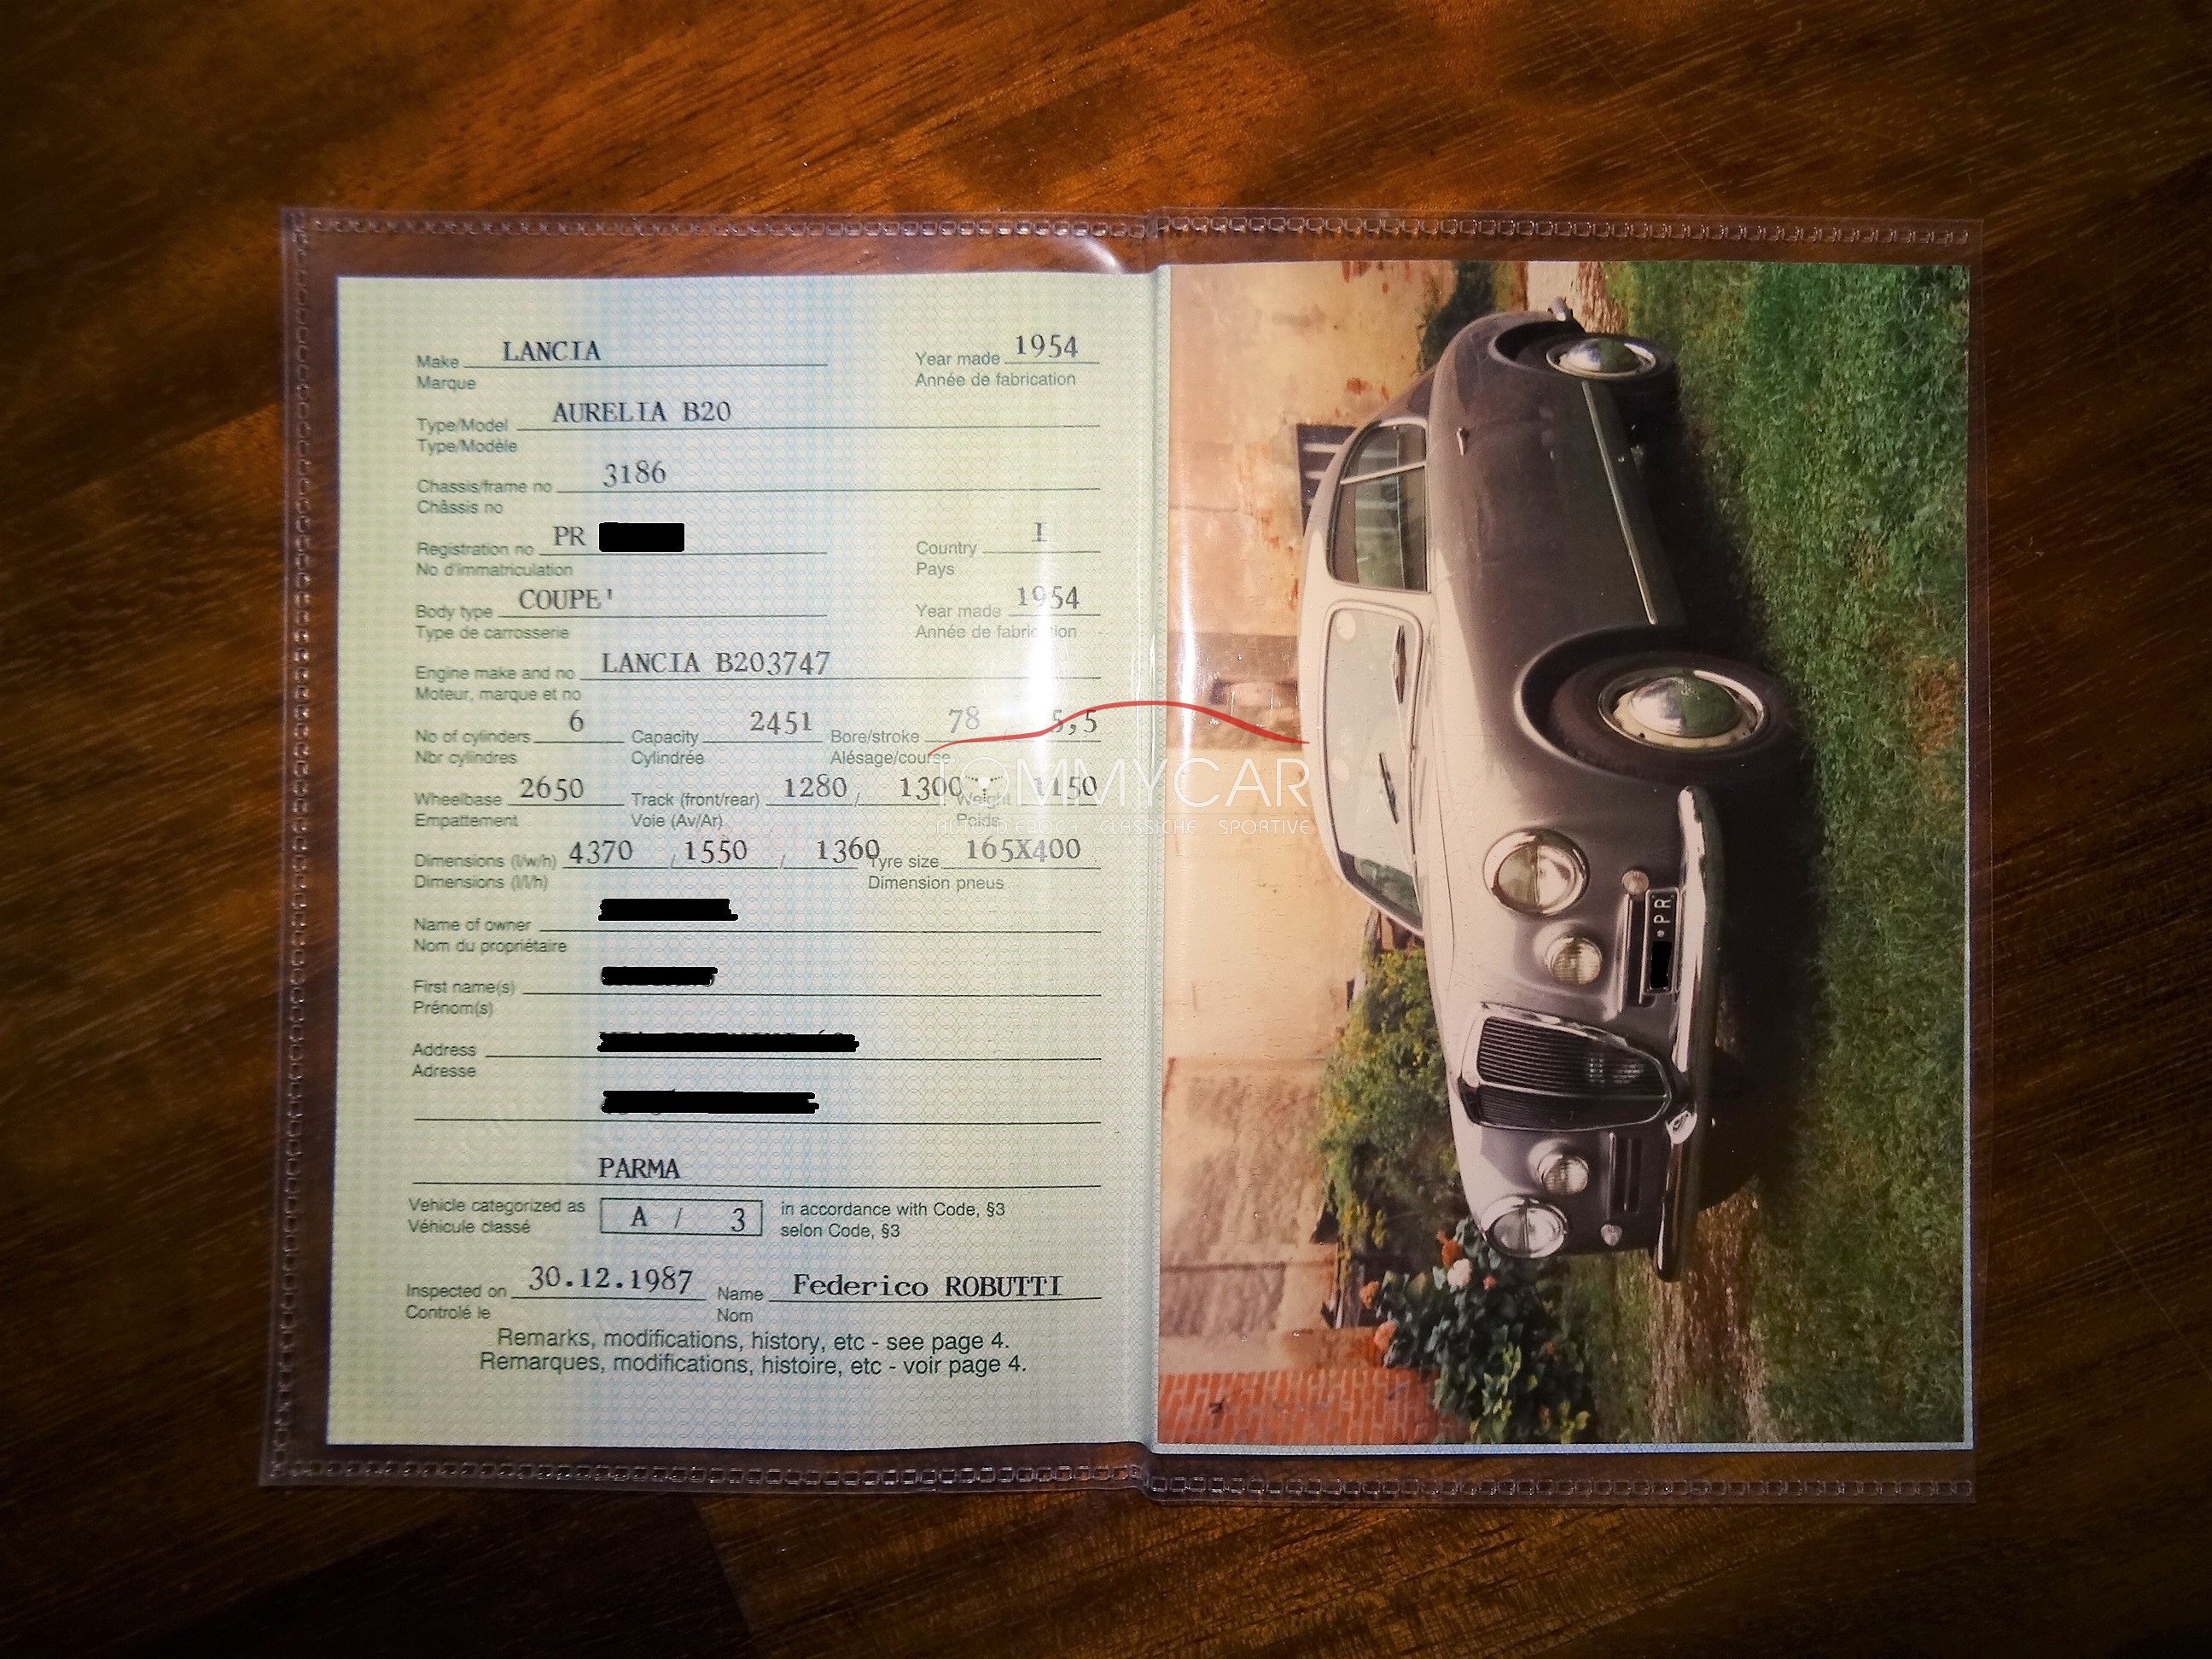 Make LANCIA Year made 1954
Marque Année de fabrication
Type/Model AURELIA B20
Type/Modèle
Chassis/frame no 3186
Châssis no
Registration no PR Country I
No d'immatriculation Pays
Body type COUPE' Year made 1954
Type de carrosserie Année de fabrication
Engine make and no LANCIA B203747
Moteur, marque et no
No of cylinders 6 Capacity 2451 Bore/stroke 78 / 5,5
Nbr cylindres Cylindrée Alésage/course
Wheelbase 2650 Track (front/rear) 1280 / 1300 Weight 1150
Empattement Voie (Av/Ar) Poids
Dimensions (l/w/h) 4370 / 1550 / 1360 Tyre size 165X400
Dimensions (l/l/h) Dimension pneus
Name of owner
Nom du propriétaire
First name(s)
Prénom(s)
Address
Adresse
PARMA
Vehicle categorized as A / 3 in accordance with Code, §3
Véhicule classé selon Code, §3
Inspected on 30.12.1987 Name Federico ROBUTTI
Controlé le Nom
Remarks, modifications, history, etc - see page 4.
Remarques, modifications, histoire, etc - voir page 4.
TOMMYCAR
CLASSICHE SPORTIVE
PR